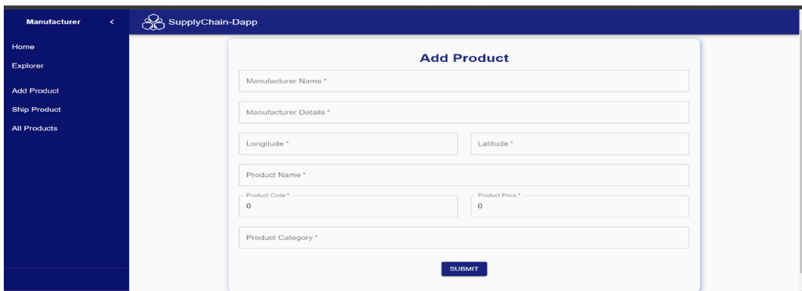 Manufacturer <
SupplyChain-Dapp
Home
Explorer
Add Product
Ship Product
All Products
Add Product
Manufacturer Name *
Manufacturer Details *
Longitude * Latitude *
Product Name *
Product Code * Product Price *
0 0
Product Category *
SUBMIT